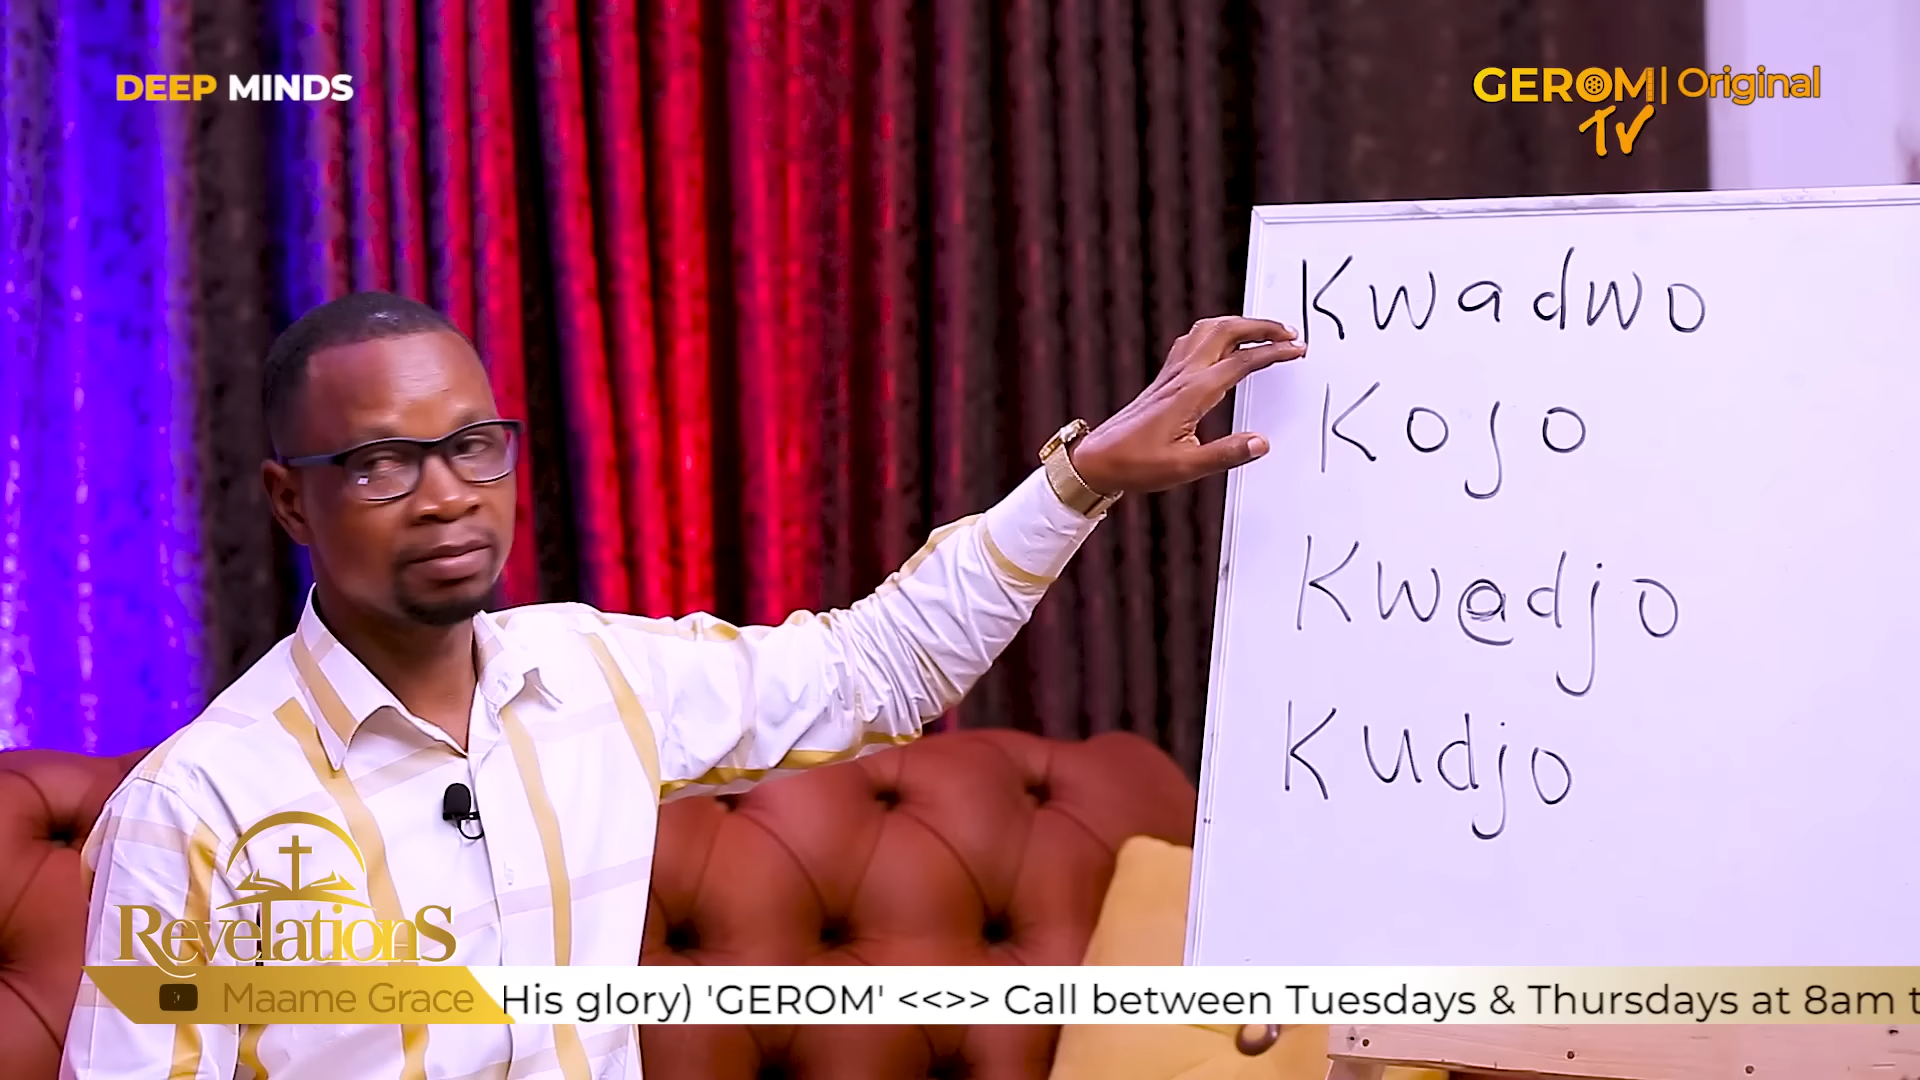 DEEP MINDS
GEROM TV | Original
Kwadwo
Kojo
Kwadjo
Kudjo
Revelations
Maame Grace
His glory) 'GEROM' <<>> Call between Tuesdays & Thursdays at 8am t